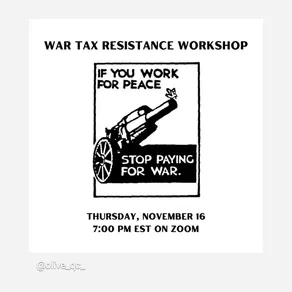 WAR TAX RESISTANCE WORKSHOP
IF YOU WORK
FOR PEACE
STOP PAYING
FOR WAR.
THURSDAY, NOVEMBER 16
7:00 PM EST ON ZOOM